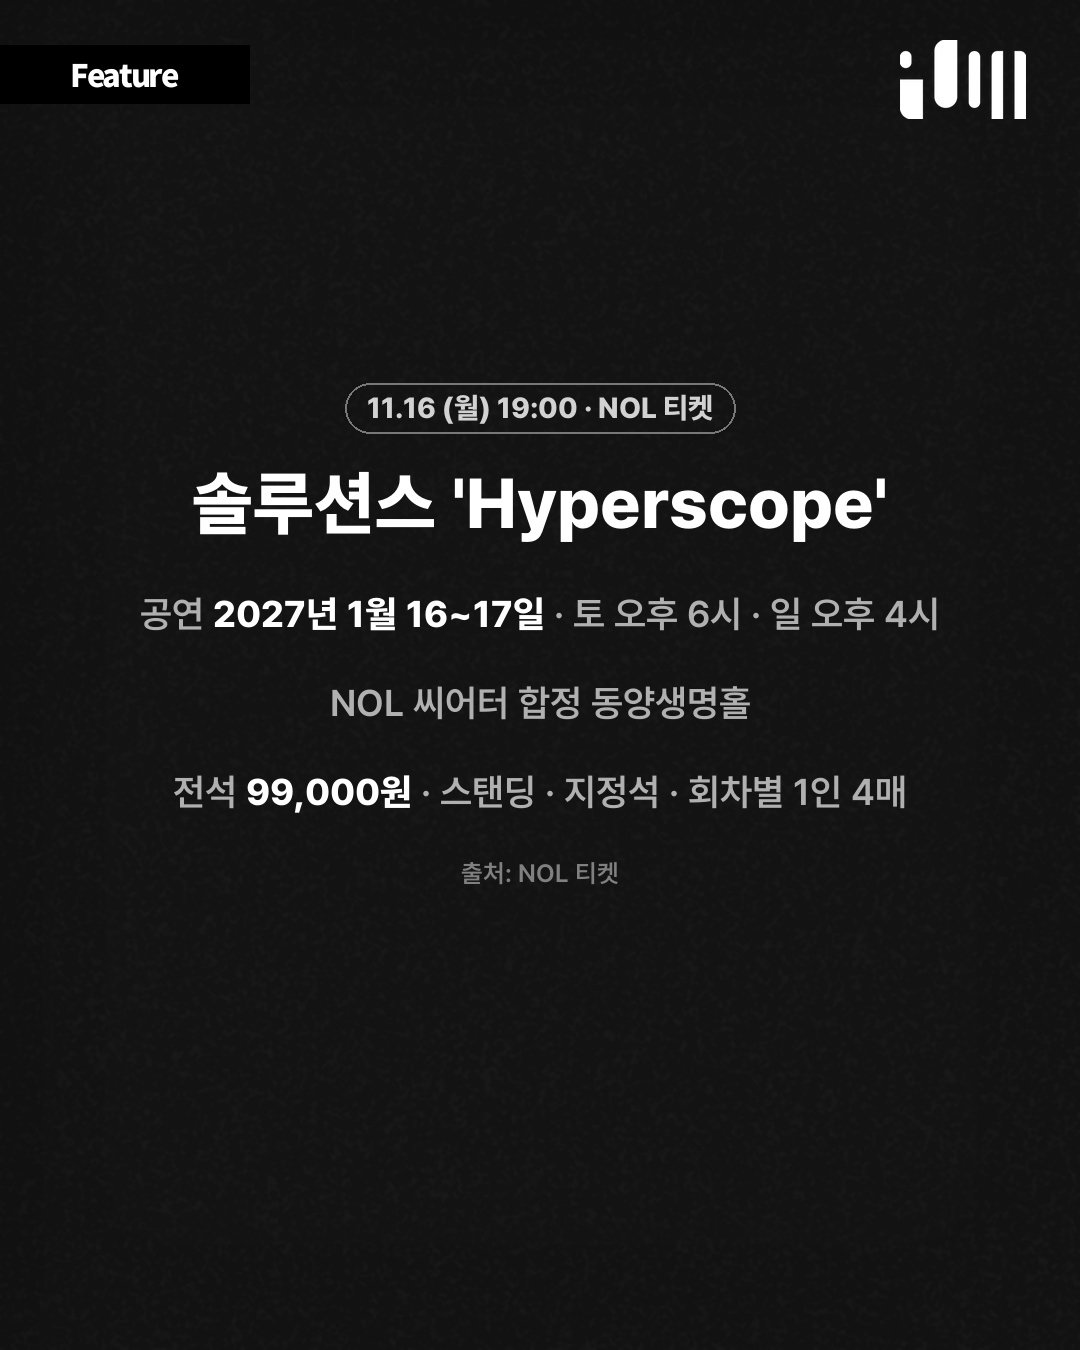 Feature
idm
11.16 (월) 19:00 · NOL 티켓
솔루션스 'Hyperscope'
공연 2027년 1월 16~17일 · 토 오후 6시 · 일 오후 4시
NOL 씨어터 합정 동양생명홀
전석 99,000원 · 스탠딩 · 지정석 · 회차별 1인 4매
출처: NOL 티켓